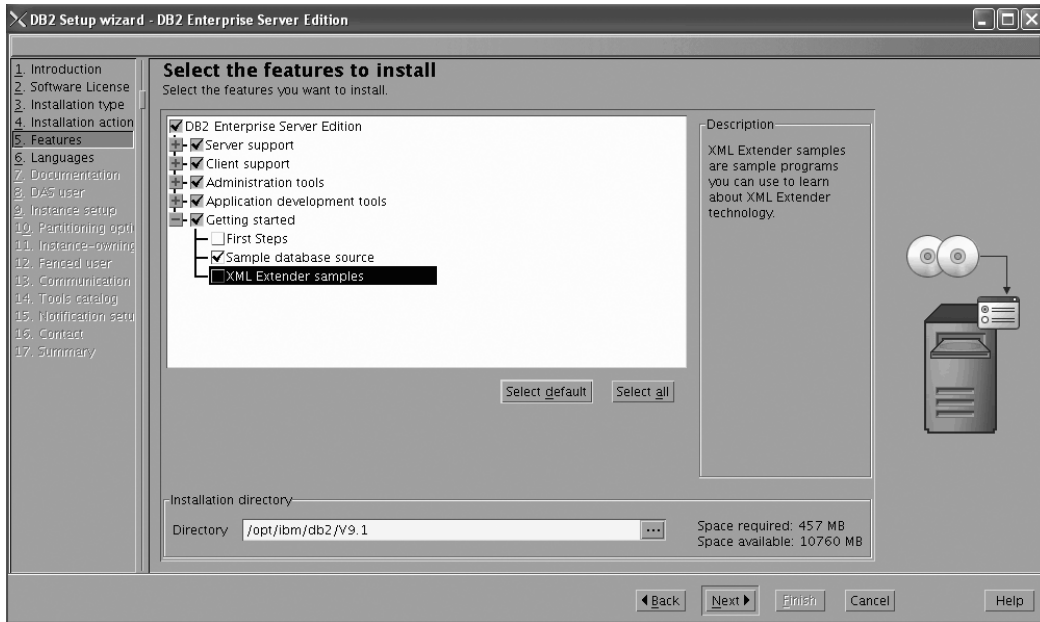 DB2 Setup wizard - DB2 Enterprise Server Edition
1. Introduction
2. Software License
3. Installation type
4. Installation action
5. Features
6. Languages
7. Documentation
8. DAS user
9. Instance setup
10. Partitioning opti
11. Instance-owning
12. Fenced user
13. Communication
14. Tools catalog
15. Notification setu
16. Contact
17. Summary
Select the features to install
Select the features you want to install.
DB2 Enterprise Server Edition
Server support
Client support
Administration tools
Application development tools
Getting started
First Steps
Sample database source
XML Extender samples
Select default
Select all
Description
XML Extender samples
are sample programs
you can use to learn
about XML Extender
technology.
Installation directory
Directory /opt/ibm/db2/V9.1 ...
Space required: 457 MB
Space available: 10760 MB
Back Next Finish Cancel Help